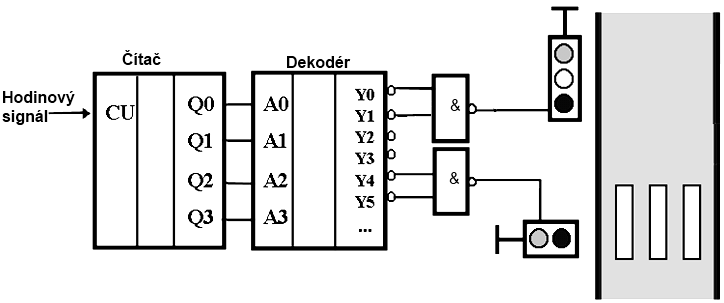 Čítač
Dekodér
Hodinový
signál
CU
Q0
Q1
Q2
Q3
A0
A1
A2
A3
Y0
Y1
Y2
Y3
Y4
Y5
...
&
&